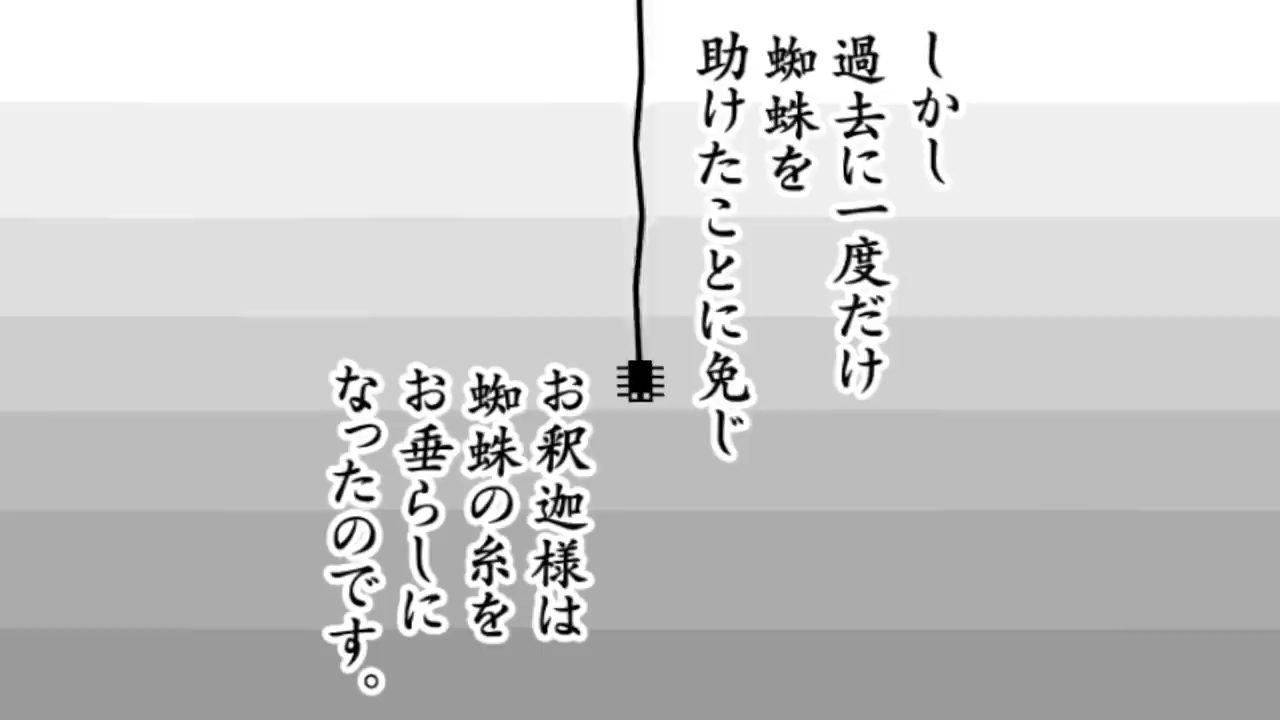 しかし
過去に一度だけ
蜘蛛を
助けたことに免じ
お釈迦様は
蜘蛛の糸を
お垂らしに
なったのです。